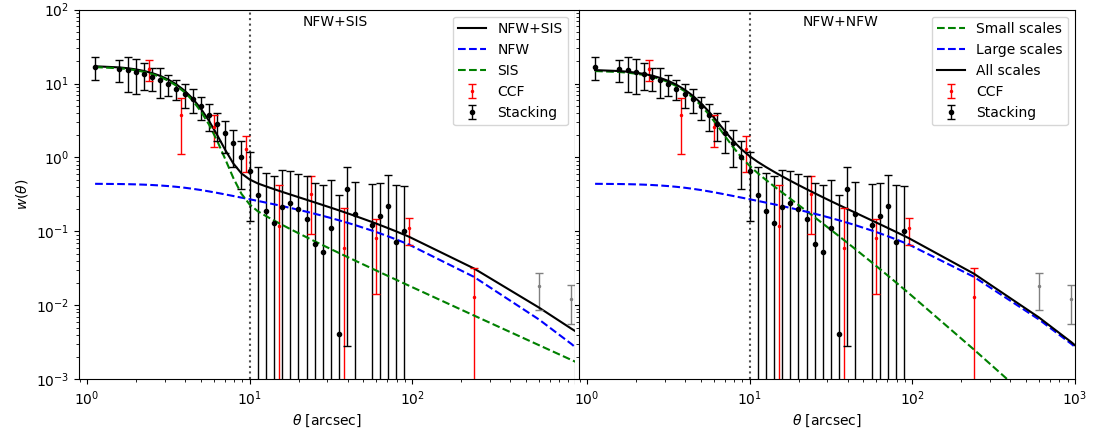 NFW+SIS
NFW+SIS
NFW
SIS
CCF
Stacking
NFW+NFW
Small scales
Large scales
All scales
CCF
Stacking
w(θ)
10²
10¹
10⁰
10⁻¹
10⁻²
10⁻³
10⁰ 10¹ 10² 10⁰ 10¹ 10² 10³
θ [arcsec] θ [arcsec]